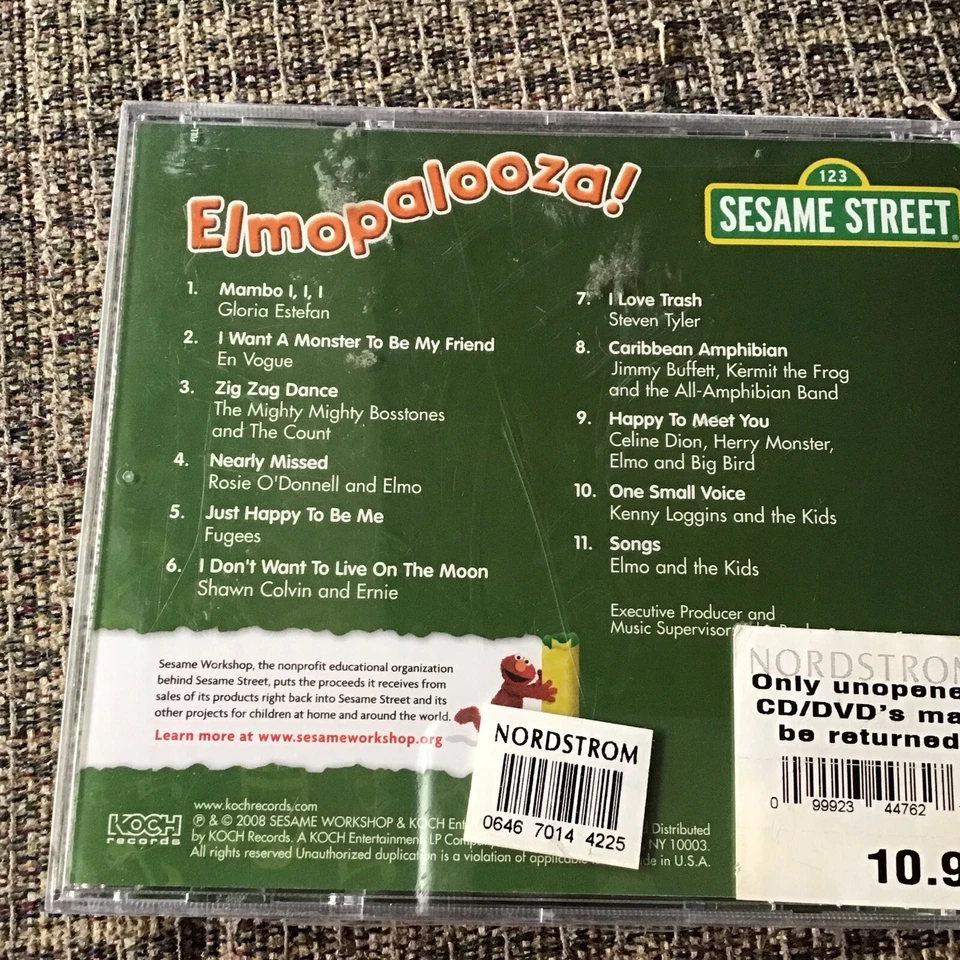 PULL
Elmopalooza!
123
SESAME STREET
1. Mambo I, I, I
Gloria Estefan
2. I Want A Monster To Be My Friend
En Vogue
3. Zig Zag Dance
The Mighty Mighty Bosstones
and The Count
4. Nearly Missed
Rosie O'Donnell and Elmo
5. Just Happy To Be Me
Fugees
6. I Don't Want To Live On The Moon
Shawn Colvin and Ernie
7. I Love Trash
Steven Tyler
8. Caribbean Amphibian
Jimmy Buffett, Kermit the Frog
and the All-Amphibian Band
9. Happy To Meet You
Celine Dion, Herry Monster,
Elmo and Big Bird
10. One Small Voice
Kenny Loggins and the Kids
11. Songs
Elmo and the Kids
Executive Producer and
Music Supervisor
Sesame Workshop, the nonprofit educational organization
behind Sesame Street, puts the proceeds it receives from
sales of its products right back into Sesame Street and its
other projects for children at home and around the world.
Learn more at www.sesameworkshop.org
NORDSTROM
0646 7014 4225
NORDSTROM
Only unopene
CD/DVD's ma
be returned
0 99923 44762
10.9
KOCH
records
www.kochrecords.com
℗ & © 2008 SESAME WORKSHOP & KOCH Ent
Distributed
by KOCH Records. A KOCH Entertainment LP Com
NY 10003.
All rights reserved Unauthorized duplication is a violation of applicable
de in U.S.A.